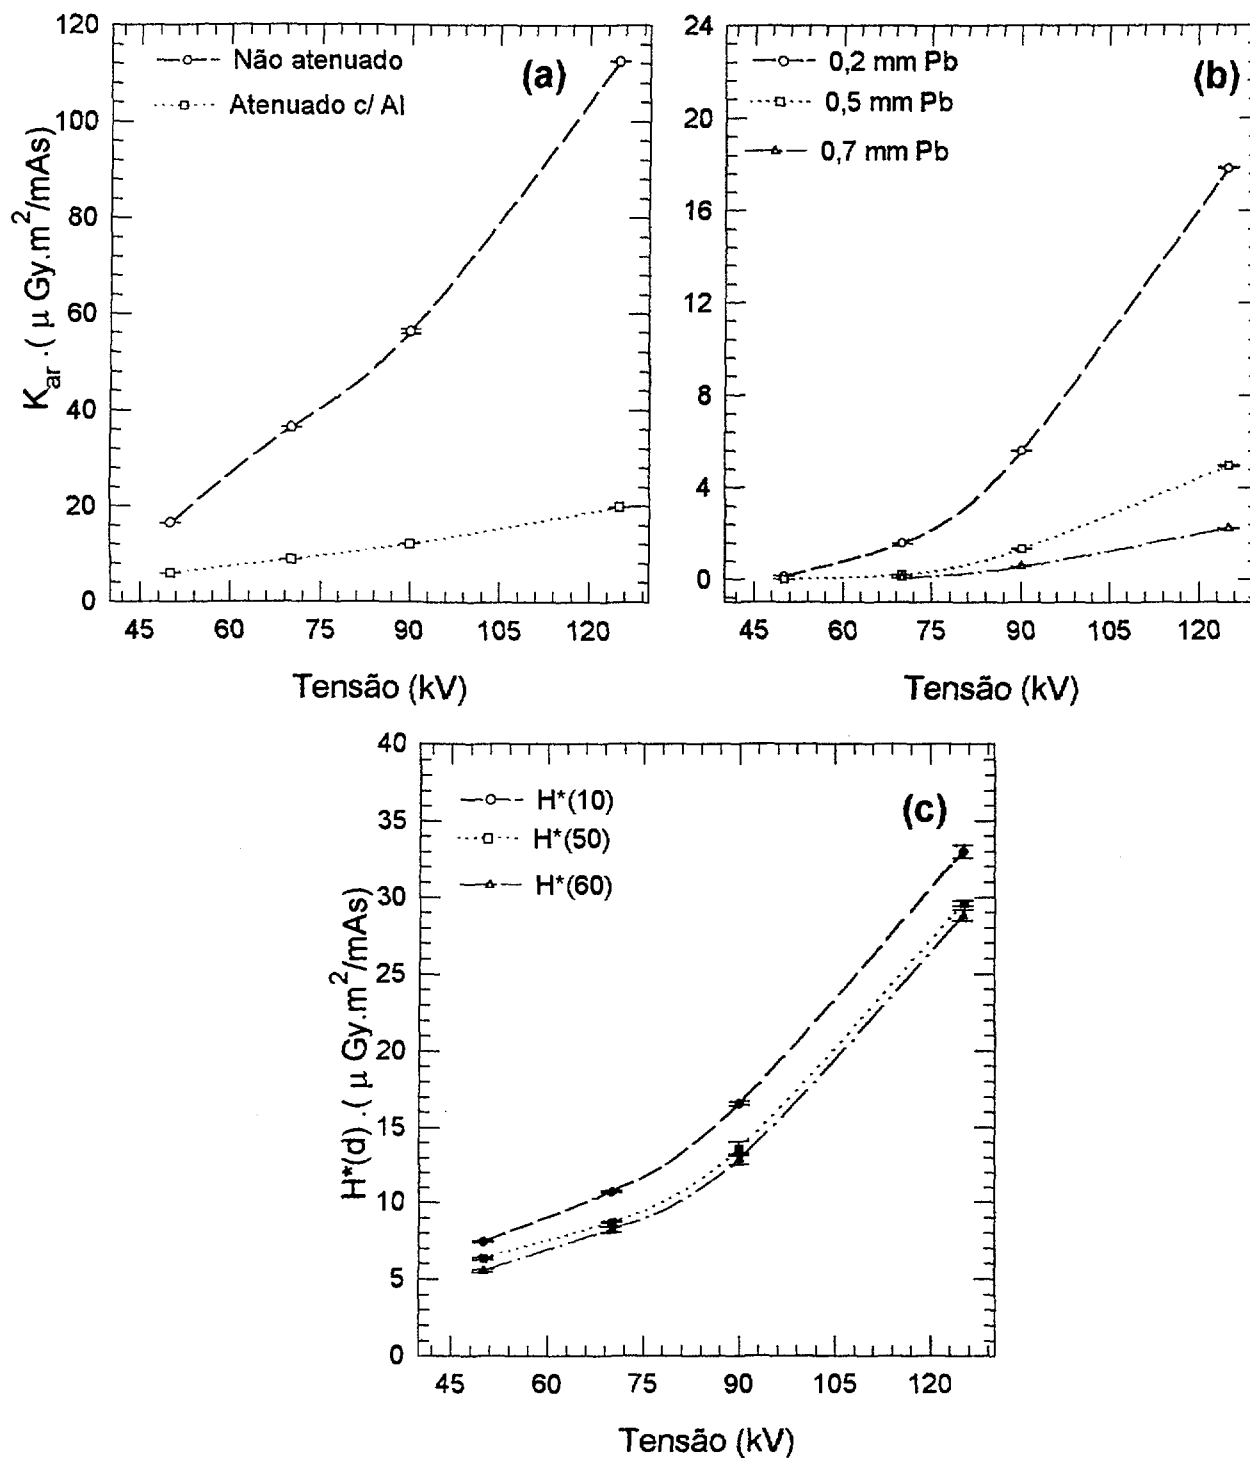 120
100
80
60
40
20
0
K_ar .( μ Gy.m²/mAs)
Não atenuado
Atenuado c/ Al
(a)
45 60 75 90 105 120
Tensão (kV)
24
20
16
12
8
4
0
0,2 mm Pb
0,5 mm Pb
0,7 mm Pb
(b)
45 60 75 90 105 120
Tensão (kV)
40
35
30
25
20
15
10
5
0
H*(d) .( μ Gy.m²/mAs)
H*(10)
H*(50)
H*(60)
(c)
45 60 75 90 105 120
Tensão (kV)